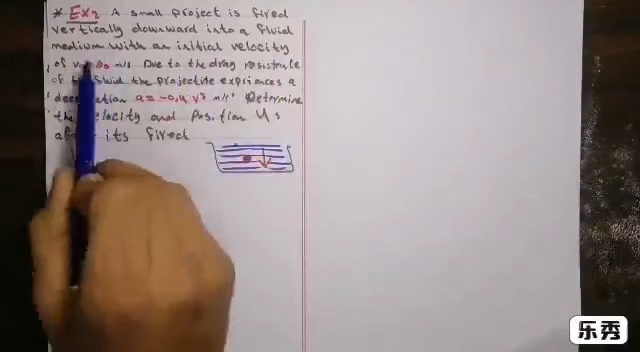 * Ex2 A small project is fired
vertically downward into a fluid
medium with an initial velocity
of m/s Due to the drag resistance
of the fluid the projectile expriances a
deceleration a = -0,4 v³ m/s² Determine
the velocity and Position 4 s
after its fired
乐秀